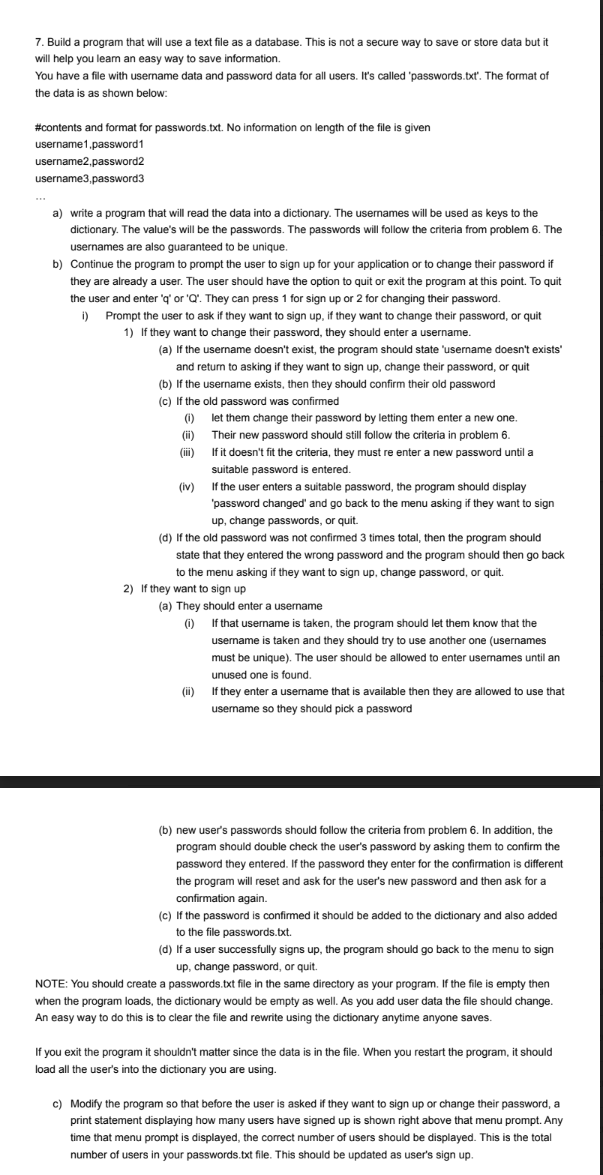 7. Build a program that will use a text file as a database. This is not a secure way to save or store data but it
will help you learn an easy way to save information.
You have a file with username data and password data for all users. It's called 'passwords.txt'. The format of
the data is as shown below:
#contents and format for passwords.txt. No information on length of the file is given
username1,password1
username2,password2
username3,password3
...
a) write a program that will read the data into a dictionary. The usernames will be used as keys to the
dictionary. The value's will be the passwords. The passwords will follow the criteria from problem 6. The
usernames are also guaranteed to be unique.
b) Continue the program to prompt the user to sign up for your application or to change their password if
they are already a user. The user should have the option to quit or exit the program at this point. To quit
the user and enter 'q' or 'Q'. They can press 1 for sign up or 2 for changing their password.
i) Prompt the user to ask if they want to sign up, if they want to change their password, or quit
1) If they want to change their password, they should enter a username.
(a) If the username doesn't exist, the program should state 'username doesn't exists'
and return to asking if they want to sign up, change their password, or quit
(b) If the username exists, then they should confirm their old password
(c) If the old password was confirmed
(i) let them change their password by letting them enter a new one.
(ii) Their new password should still follow the criteria in problem 6.
(iii) If it doesn't fit the criteria, they must re enter a new password until a
suitable password is entered.
(iv) If the user enters a suitable password, the program should display
'password changed' and go back to the menu asking if they want to sign
up, change passwords, or quit.
(d) If the old password was not confirmed 3 times total, then the program should
state that they entered the wrong password and the program should then go back
to the menu asking if they want to sign up, change password, or quit.
2) If they want to sign up
(a) They should enter a username
(i) If that username is taken, the program should let them know that the
username is taken and they should try to use another one (usernames
must be unique). The user should be allowed to enter usernames until an
unused one is found.
(ii) If they enter a username that is available then they are allowed to use that
username so they should pick a password
(b) new user's passwords should follow the criteria from problem 6. In addition, the
program should double check the user's password by asking them to confirm the
password they entered. If the password they enter for the confirmation is different
the program will reset and ask for the user's new password and then ask for a
confirmation again.
(c) If the password is confirmed it should be added to the dictionary and also added
to the file passwords.txt.
(d) If a user successfully signs up, the program should go back to the menu to sign
up, change password, or quit.
NOTE: You should create a passwords.txt file in the same directory as your program. If the file is empty then
when the program loads, the dictionary would be empty as well. As you add user data the file should change.
An easy way to do this is to clear the file and rewrite using the dictionary anytime anyone saves.
If you exit the program it shouldn't matter since the data is in the file. When you restart the program, it should
load all the user's into the dictionary you are using.
c) Modify the program so that before the user is asked if they want to sign up or change their password, a
print statement displaying how many users have signed up is shown right above that menu prompt. Any
time that menu prompt is displayed, the correct number of users should be displayed. This is the total
number of users in your passwords.txt file. This should be updated as user's sign up.